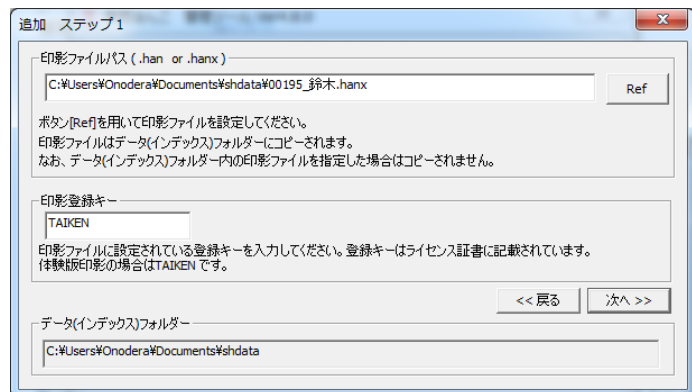 追加 ステップ1
印影ファイルパス ( .han or .hanx )
C:¥Users¥Onodera¥Documents¥shdata¥00195_鈴木.hanx
Ref
ボタン[Ref]を用いて印影ファイルを設定してください。
印影ファイルはデータ(インデックス)フォルダーにコピーされます。
なお、データ(インデックス)フォルダー内の印影ファイルを指定した場合はコピーされません。
印影登録キー
TAIKEN
印影ファイルに設定されている登録キーを入力してください。登録キーはライセンス証書に記載されています。
体験版印影の場合はTAIKEN です。
<< 戻る
次へ >>
データ(インデックス)フォルダー
C:¥Users¥Onodera¥Documents¥shdata